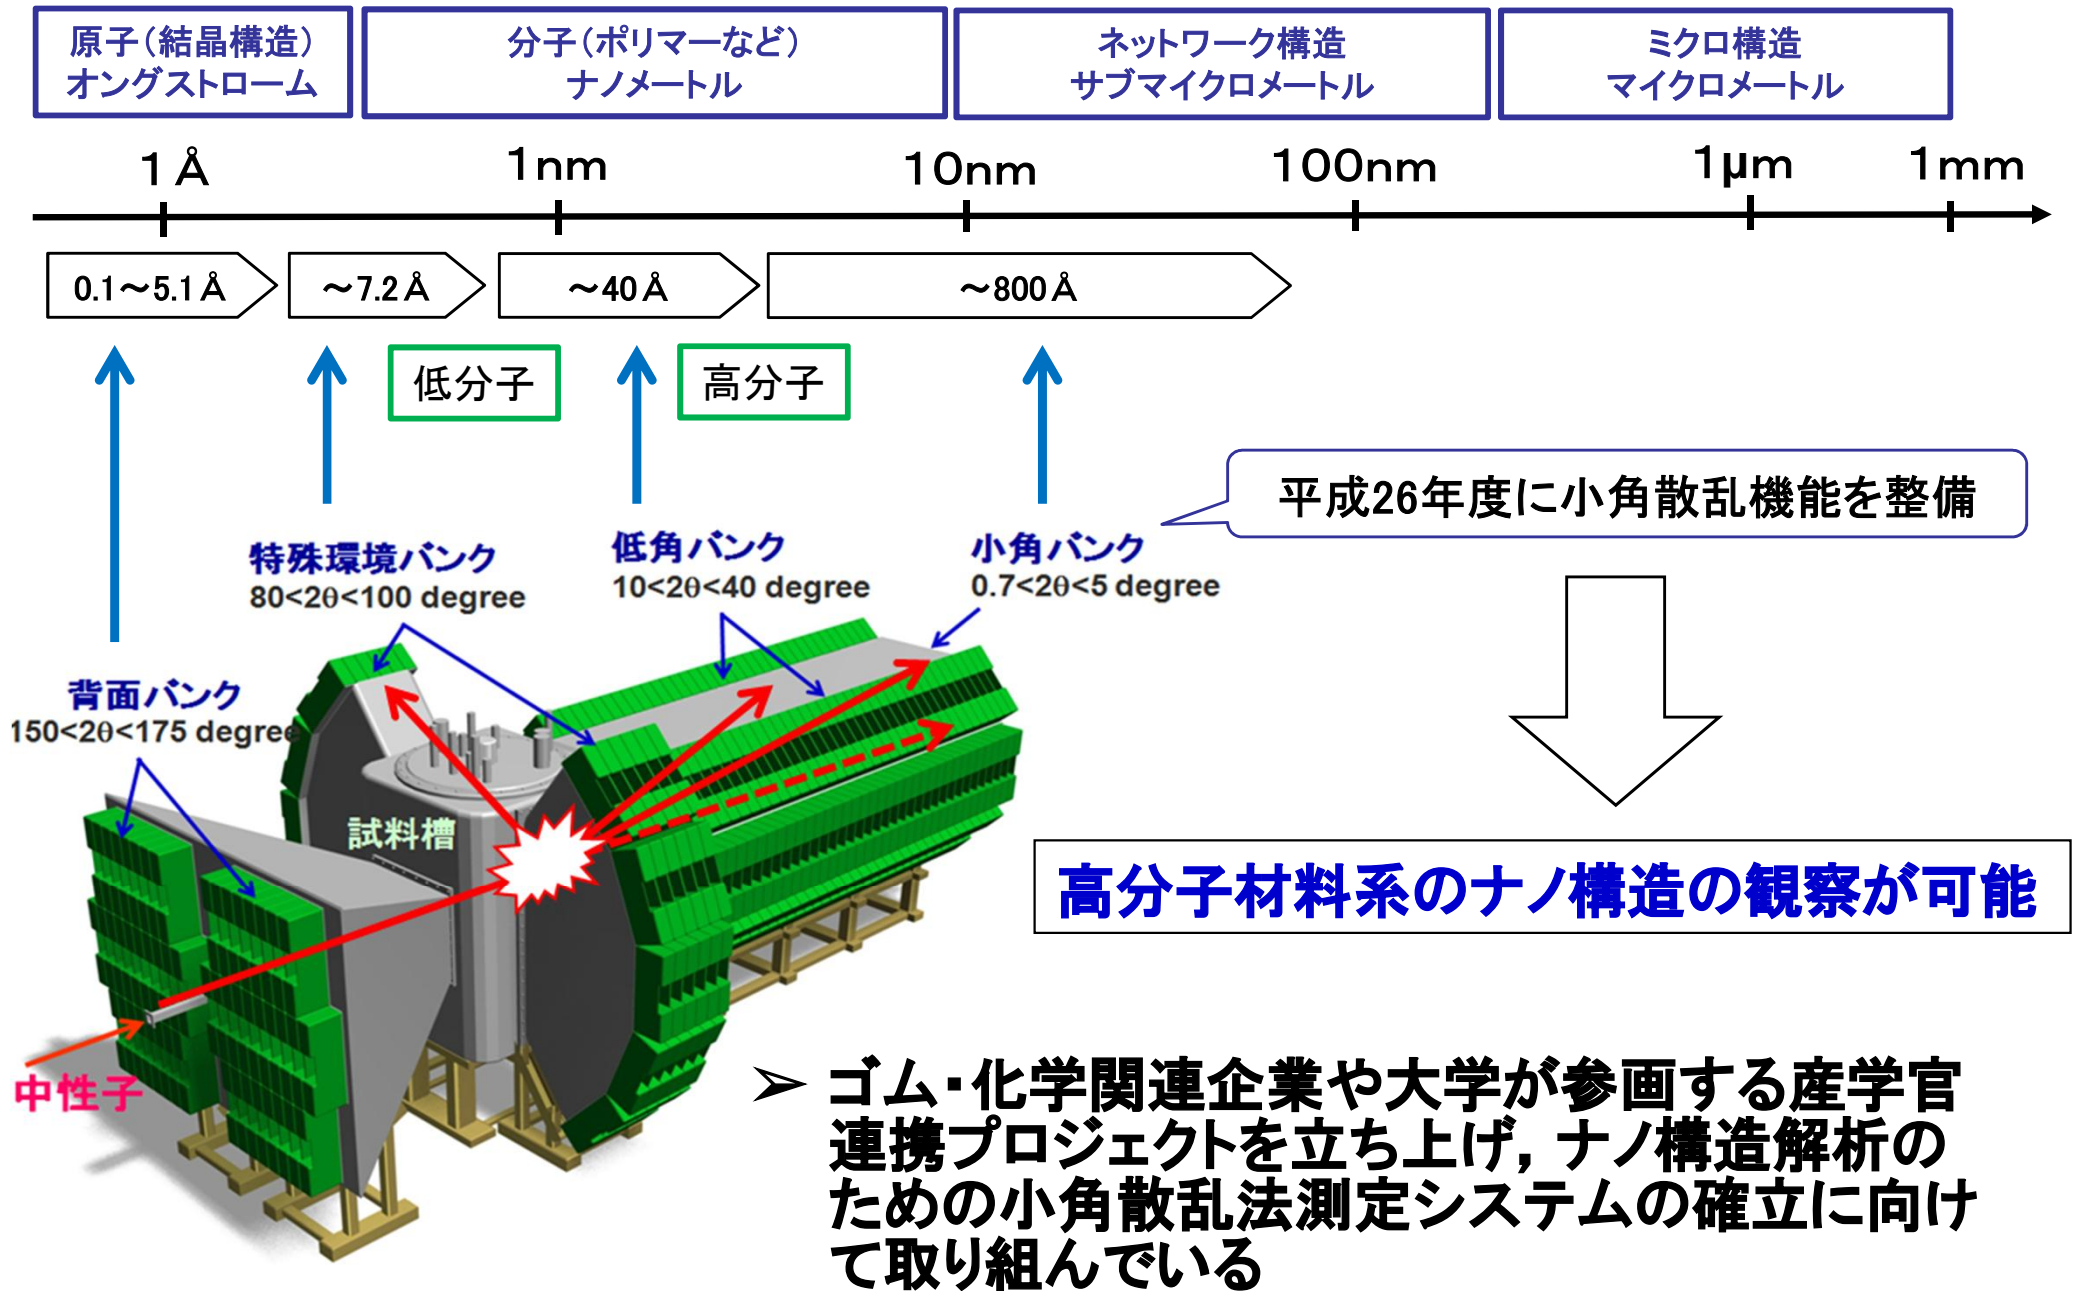 原子(結晶構造)
オングストローム
分子(ポリマーなど)
ナノメートル
ネットワーク構造
サブマイクロメートル
ミクロ構造
マイクロメートル
1Å
1nm
10nm
100nm
1μm
1mm
0.1～5.1Å
～7.2Å
～40Å
～800Å
低分子
高分子
平成26年度に小角散乱機能を整備
特殊環境バンク
80<2θ<100 degree
低角バンク
10<2θ<40 degree
小角バンク
0.7<2θ<5 degree
背面バンク
150<2θ<175 degree
試料槽
中性子
高分子材料系のナノ構造の観察が可能
➢ ゴム・化学関連企業や大学が参画する産学官
連携プロジェクトを立ち上げ，ナノ構造解析の
ための小角散乱法測定システムの確立に向け
て取り組んでいる